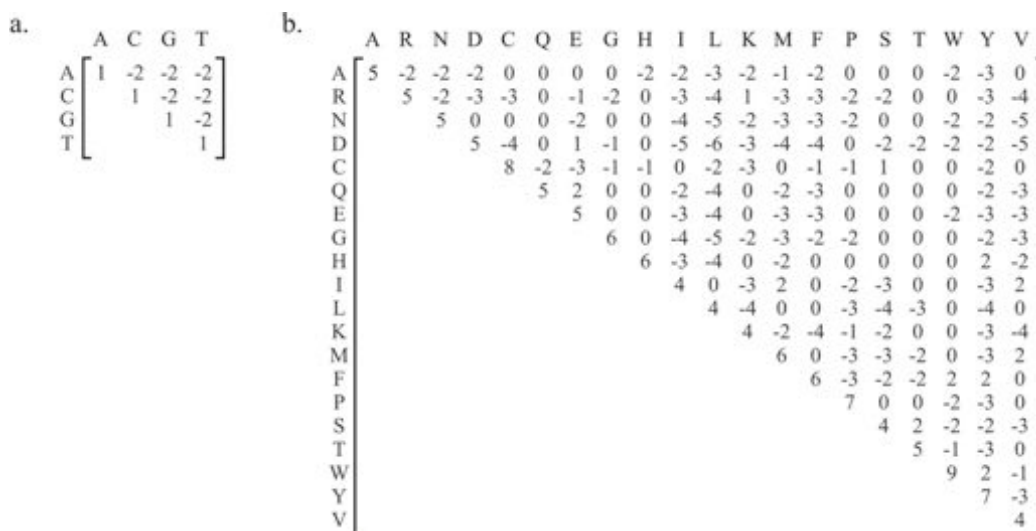 a.
A C G T
A 1 -2 -2 -2
C 1 -2 -2
G 1 -2
T 1
b.
A R N D C Q E G H I L K M F P S T W Y V
A 5 -2 -2 -2 0 0 0 0 -2 -2 -3 -2 -1 -2 0 0 0 -2 -3 0
R 5 -2 -3 -3 0 -1 -2 0 -3 -4 1 -3 -3 -2 -2 0 0 -3 -4
N 5 0 0 0 -2 0 0 -4 -5 -2 -3 -3 -2 0 0 -2 -2 -5
D 5 -4 0 1 -1 0 -5 -6 -3 -4 -4 0 -2 -2 -2 -2 -5
C 8 -2 -3 -1 -1 0 -2 -3 0 -1 -1 1 0 0 -2 0
Q 5 2 0 0 -2 -4 0 -2 -3 0 0 0 0 -2 -3
E 5 0 0 -3 -4 0 -3 -3 0 0 0 -2 -3 -3
G 6 0 -4 -5 -2 -3 -2 -2 0 0 0 -2 -3
H 6 -3 -4 0 -2 0 0 0 0 0 2 -2
I 4 0 -3 2 0 -2 -3 0 0 -3 2
L 4 -4 0 0 -3 -4 -3 0 -4 0
K 4 -2 -4 -1 -2 0 0 -3 -4
M 6 0 -3 -3 -2 0 -3 2
F 6 -3 -2 -2 2 2 0
P 7 0 0 -2 -3 0
S 4 2 -2 -2 -3
T 5 -1 -3 0
W 9 2 -1
Y 7 -3
V 4